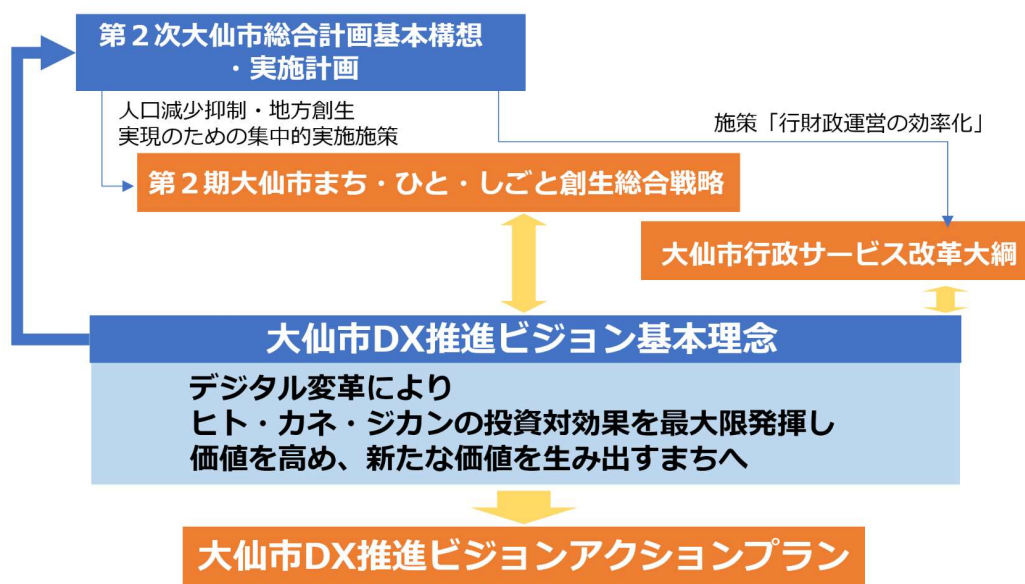 第２次大仙市総合計画基本構想
・実施計画
人口減少抑制・地方創生
実現のための集中的実施施策
施策「行財政運営の効率化」
第２期大仙市まち・ひと・しごと創生総合戦略
大仙市行政サービス改革大綱
大仙市DX推進ビジョン基本理念
デジタル変革により
ヒト・カネ・ジカンの投資対効果を最大限発揮し
価値を高め、新たな価値を生み出すまちへ
大仙市DX推進ビジョンアクションプラン